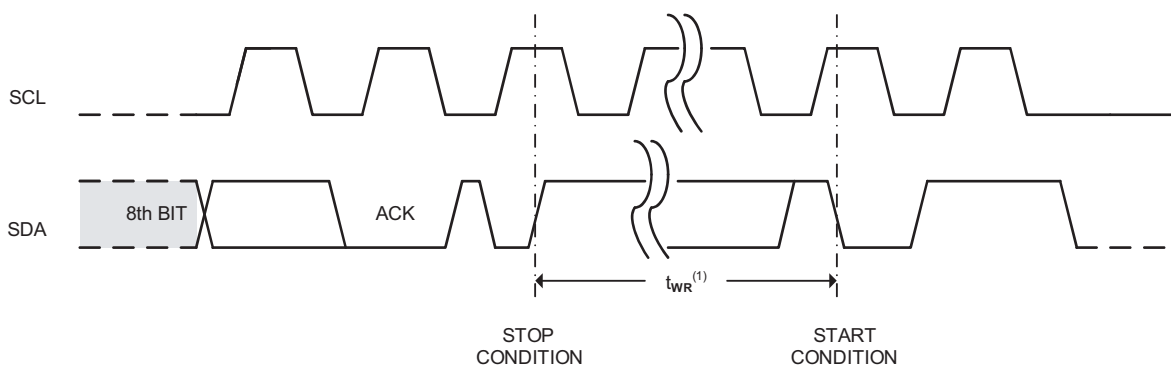 SCL
SDA
8th BIT
ACK
tWR(1)
STOP
CONDITION
START
CONDITION